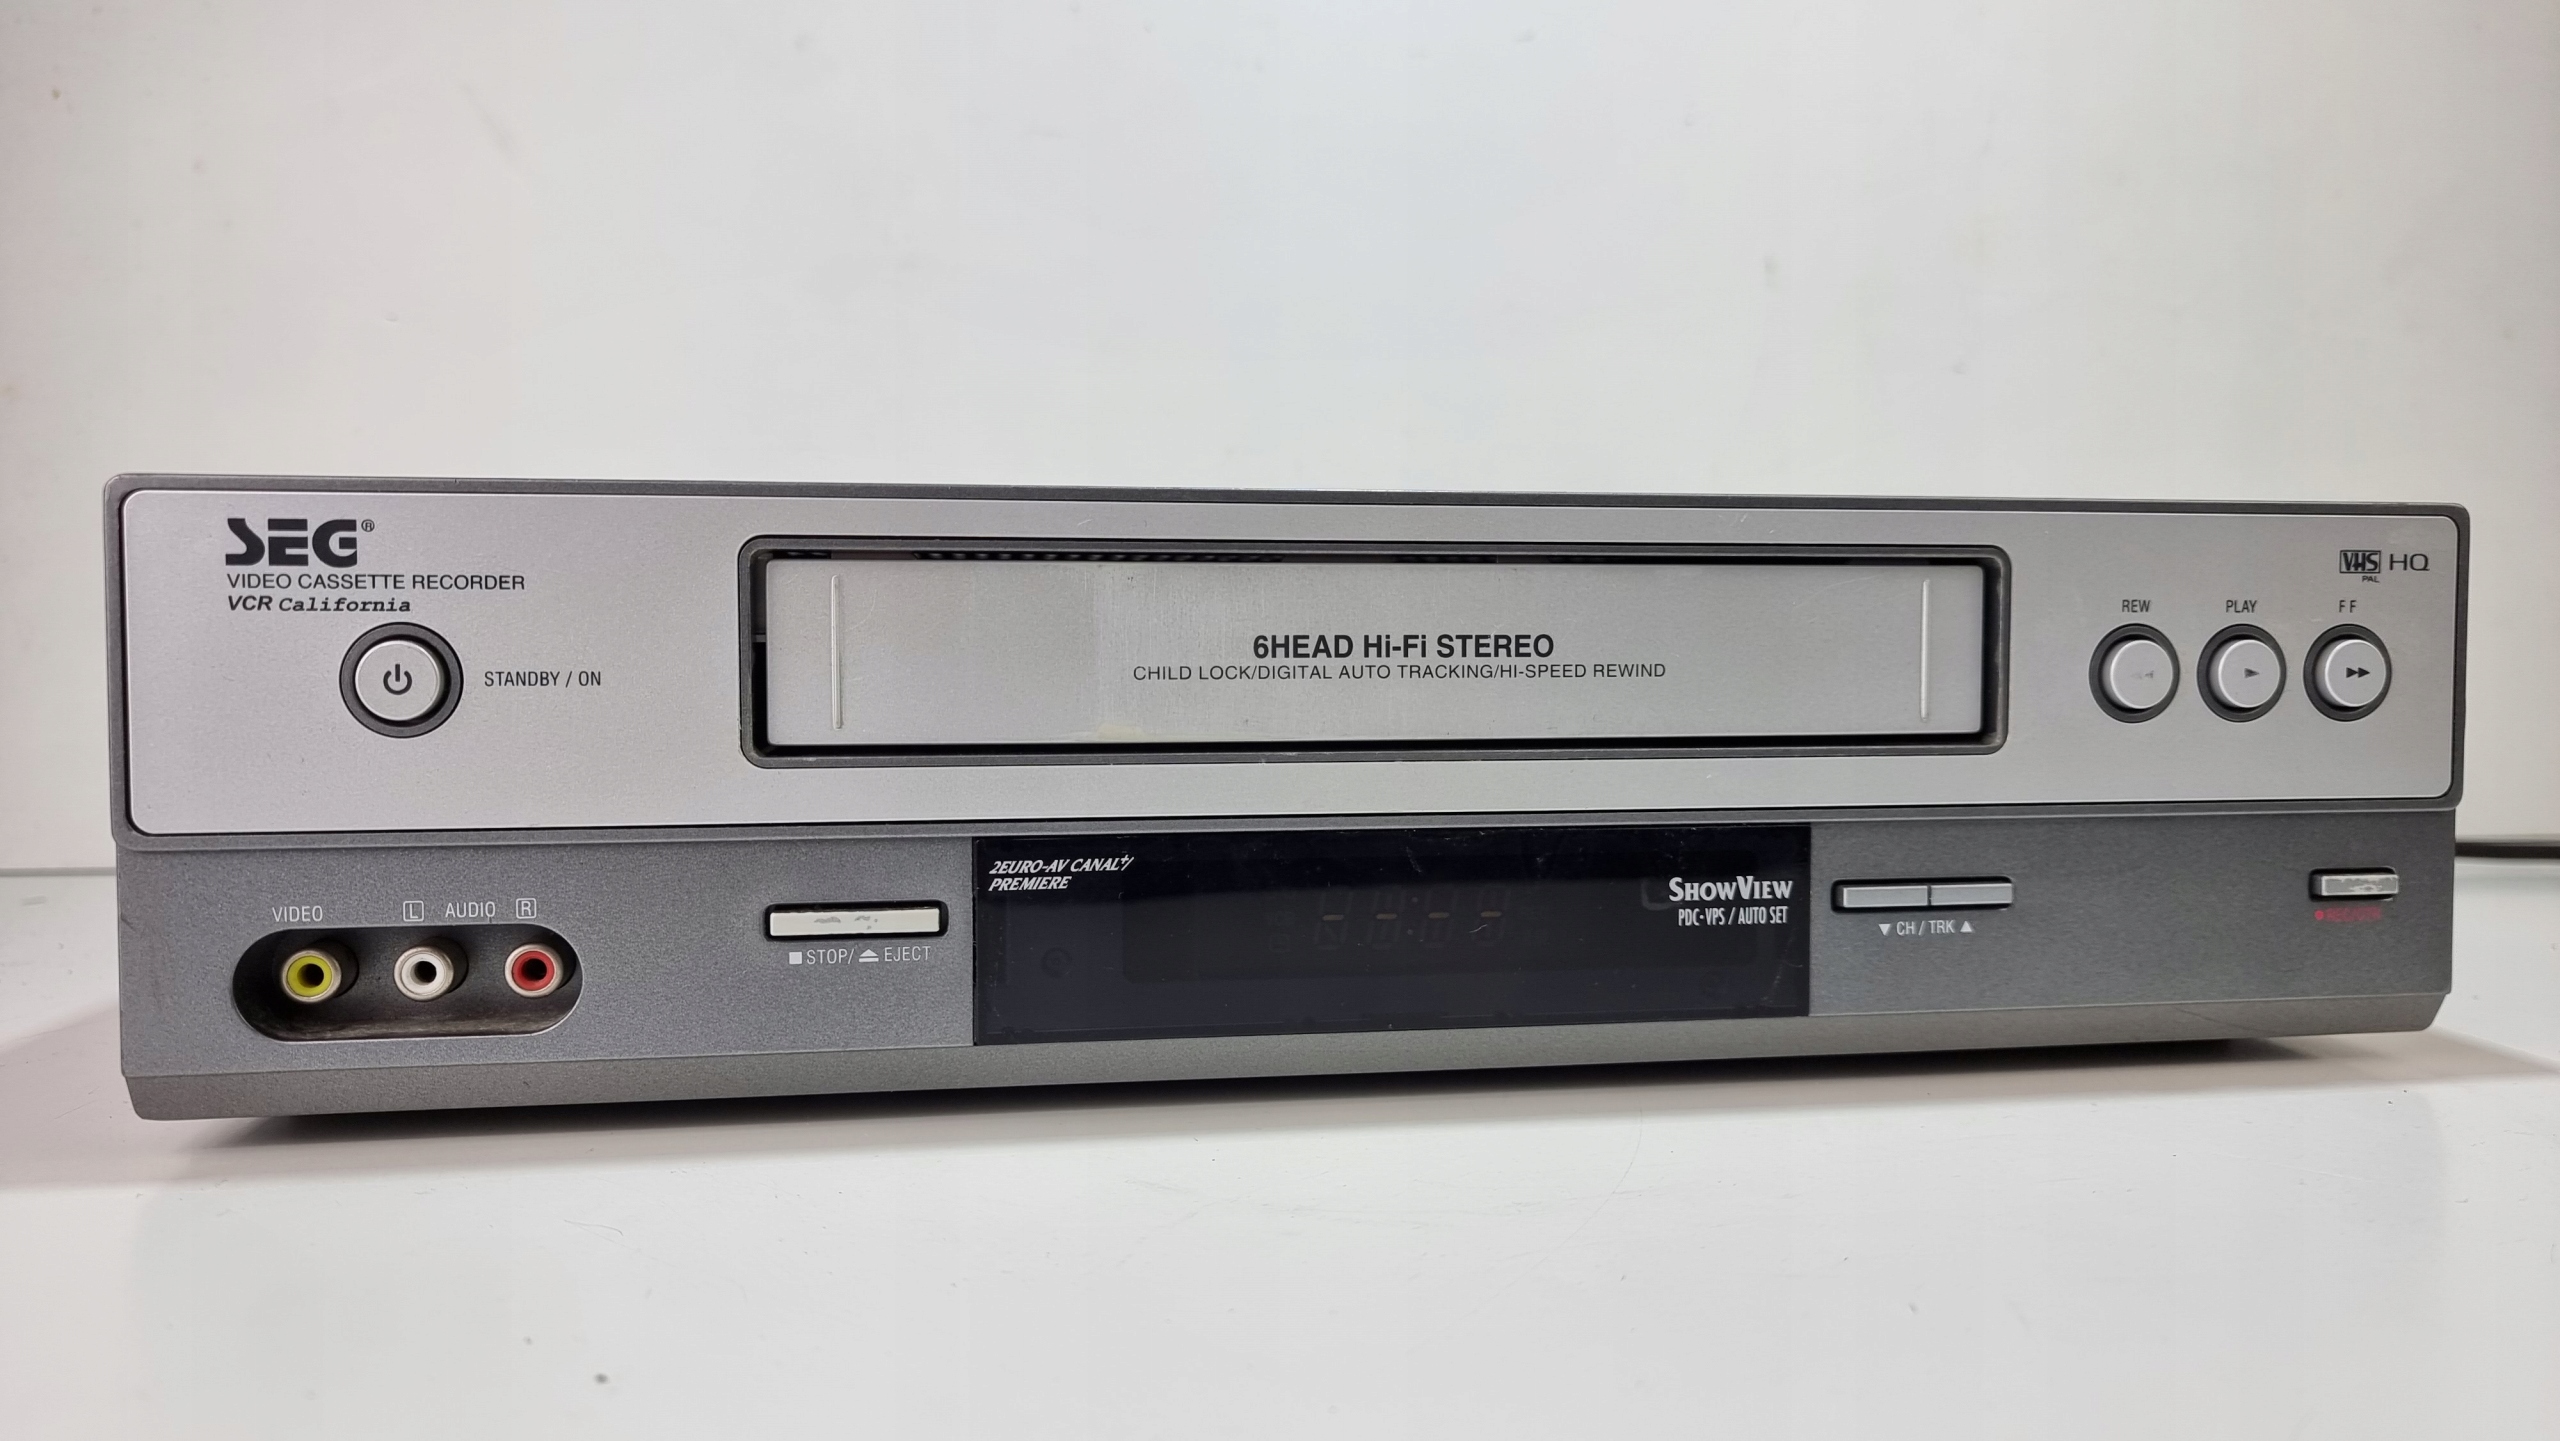 SEG®
VIDEO CASSETTE RECORDER
VCR California
STANDBY / ON
6HEAD Hi-Fi STEREO
CHILD LOCK/DIGITAL AUTO TRACKING/HI-SPEED REWIND
VHS HQ
PAL
REW PLAY FF
VIDEO L AUDIO R
■ STOP/⏏ EJECT
2EURO-AV CANAL+/
PREMIERE
SHOWVIEW
PDC-VPS / AUTO SET
▼ CH / TRK ▲